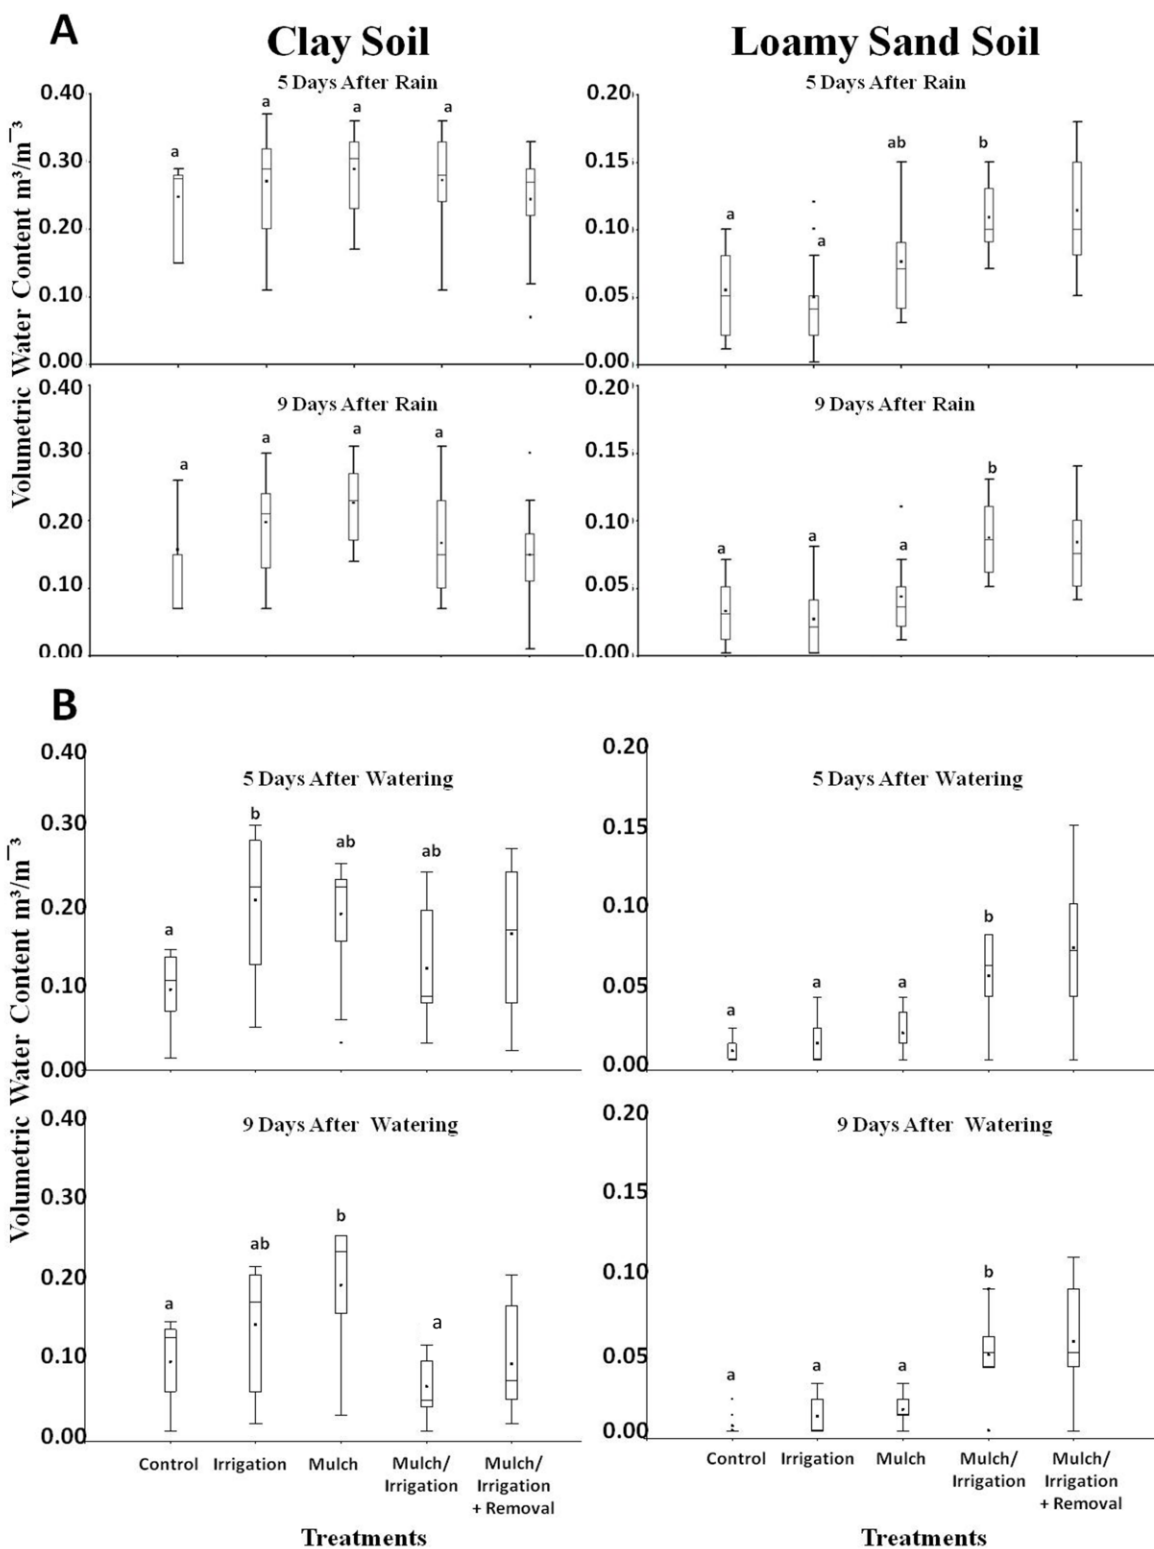 A
Clay Soil
Loamy Sand Soil
5 Days After Rain
5 Days After Rain
Volumetric Water Content m³/m¯³
0.40
0.30
0.20
0.10
0.00
a
a
a
a
0.20
0.15
0.10
0.05
0.00
a
a
ab
b
9 Days After Rain
9 Days After Rain
0.40
0.30
0.20
0.10
0.00
a
a
a
a
0.20
0.15
0.10
0.05
0.00
a
a
a
b
B
5 Days After Watering
5 Days After Watering
Volumetric Water Content m³/m¯³
0.40
0.30
0.20
0.10
0.00
a
b
ab
ab
0.20
0.15
0.10
0.05
0.00
a
a
a
b
9 Days After Watering
9 Days After Watering
0.40
0.30
0.20
0.10
0.00
a
ab
b
a
0.20
0.15
0.10
0.05
0.00
a
a
a
b
Control
Irrigation
Mulch
Mulch/
Irrigation
Mulch/
Irrigation
+ Removal
Control
Irrigation
Mulch
Mulch/
Irrigation
Mulch/
Irrigation
+ Removal
Treatments
Treatments